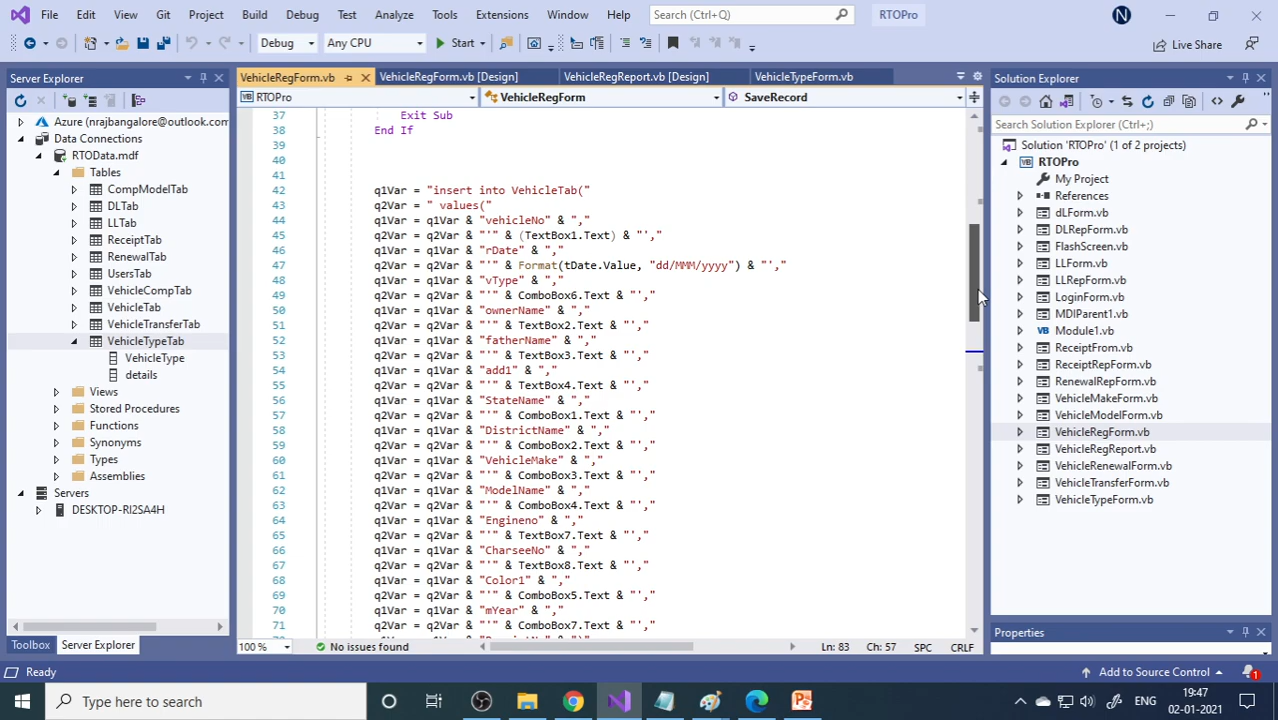 File Edit View Git Project Build Debug Test Analyze Tools Extensions Window Help Search (Ctrl+Q) RTOPro N
Debug Any CPU Start Live Share
Server Explorer
Azure (nrajbangalore@outlook.com
Data Connections
RTOData.mdf
Tables
CompModelTab
DLTab
LLTab
ReceiptTab
RenewalTab
UsersTab
VehicleCompTab
VehicleTab
VehicleTransferTab
VehicleTypeTab
VehicleType
details
Views
Stored Procedures
Functions
Synonyms
Types
Assemblies
Servers
DESKTOP-RI2SA4H
Toolbox Server Explorer
VehicleRegForm.vb VehicleRegForm.vb [Design] VehicleRegReport.vb [Design] VehicleTypeForm.vb
RTOPro VehicleRegForm SaveRecord
37 Exit Sub
38 End If
39
40
41
42 q1Var = "insert into VehicleTab("
43 q2Var = " values("
44 q1Var = q1Var & "vehicleNo" & ","
45 q2Var = q2Var & "'" & (TextBox1.Text) & "',"
46 q1Var = q1Var & "rDate" & ","
47 q2Var = q2Var & "'" & Format(tDate.Value, "dd/MMM/yyyy") & "',"
48 q1Var = q1Var & "vType" & ","
49 q2Var = q2Var & "'" & ComboBox6.Text & "',"
50 q1Var = q1Var & "ownerName" & ","
51 q2Var = q2Var & "'" & TextBox2.Text & "',"
52 q1Var = q1Var & "fatherName" & ","
53 q2Var = q2Var & "'" & TextBox3.Text & "',"
54 q1Var = q1Var & "add1" & ","
55 q2Var = q2Var & "'" & TextBox4.Text & "',"
56 q1Var = q1Var & "StateName" & ","
57 q2Var = q2Var & "'" & ComboBox1.Text & "',"
58 q1Var = q1Var & "DistrictName" & ","
59 q2Var = q2Var & "'" & ComboBox2.Text & "',"
60 q1Var = q1Var & "VehicleMake" & ","
61 q2Var = q2Var & "'" & ComboBox3.Text & "',"
62 q1Var = q1Var & "ModelName" & ","
63 q2Var = q2Var & "'" & ComboBox4.Text & "',"
64 q1Var = q1Var & "Engineno" & ","
65 q2Var = q2Var & "'" & TextBox7.Text & "',"
66 q1Var = q1Var & "CharseeNo" & ","
67 q2Var = q2Var & "'" & TextBox8.Text & "',"
68 q1Var = q1Var & "Color1" & ","
69 q2Var = q2Var & "'" & ComboBox5.Text & "',"
70 q1Var = q1Var & "mYear" & ","
71 q2Var = q2Var & "'" & ComboBox7.Text & "',"
100 % No issues found Ln: 83 Ch: 57 SPC CRLF
Solution Explorer
Search Solution Explorer (Ctrl+;)
Solution 'RTOPro' (1 of 2 projects)
RTOPro
My Project
References
dLForm.vb
DLRepForm.vb
FlashScreen.vb
LLForm.vb
LLRepForm.vb
LoginForm.vb
MDIParent1.vb
VB Module1.vb
ReceiptFrom.vb
ReceiptRepForm.vb
RenewalRepForm.vb
VehicleMakeForm.vb
VehicleModelForm.vb
VehicleRegForm.vb
VehicleRegReport.vb
VehicleRenewalForm.vb
VehicleTransferForm.vb
VehicleTypeForm.vb
Properties
Ready Add to Source Control 1
Type here to search ENG 19:47
02-01-2021